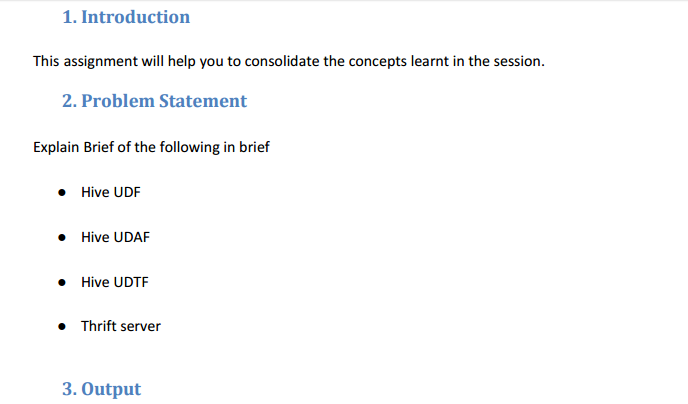 1. Introduction
This assignment will help you to consolidate the concepts learnt in the session.
2. Problem Statement
Explain Brief of the following in brief
● Hive UDF
● Hive UDAF
● Hive UDTF
● Thrift server
3. Output